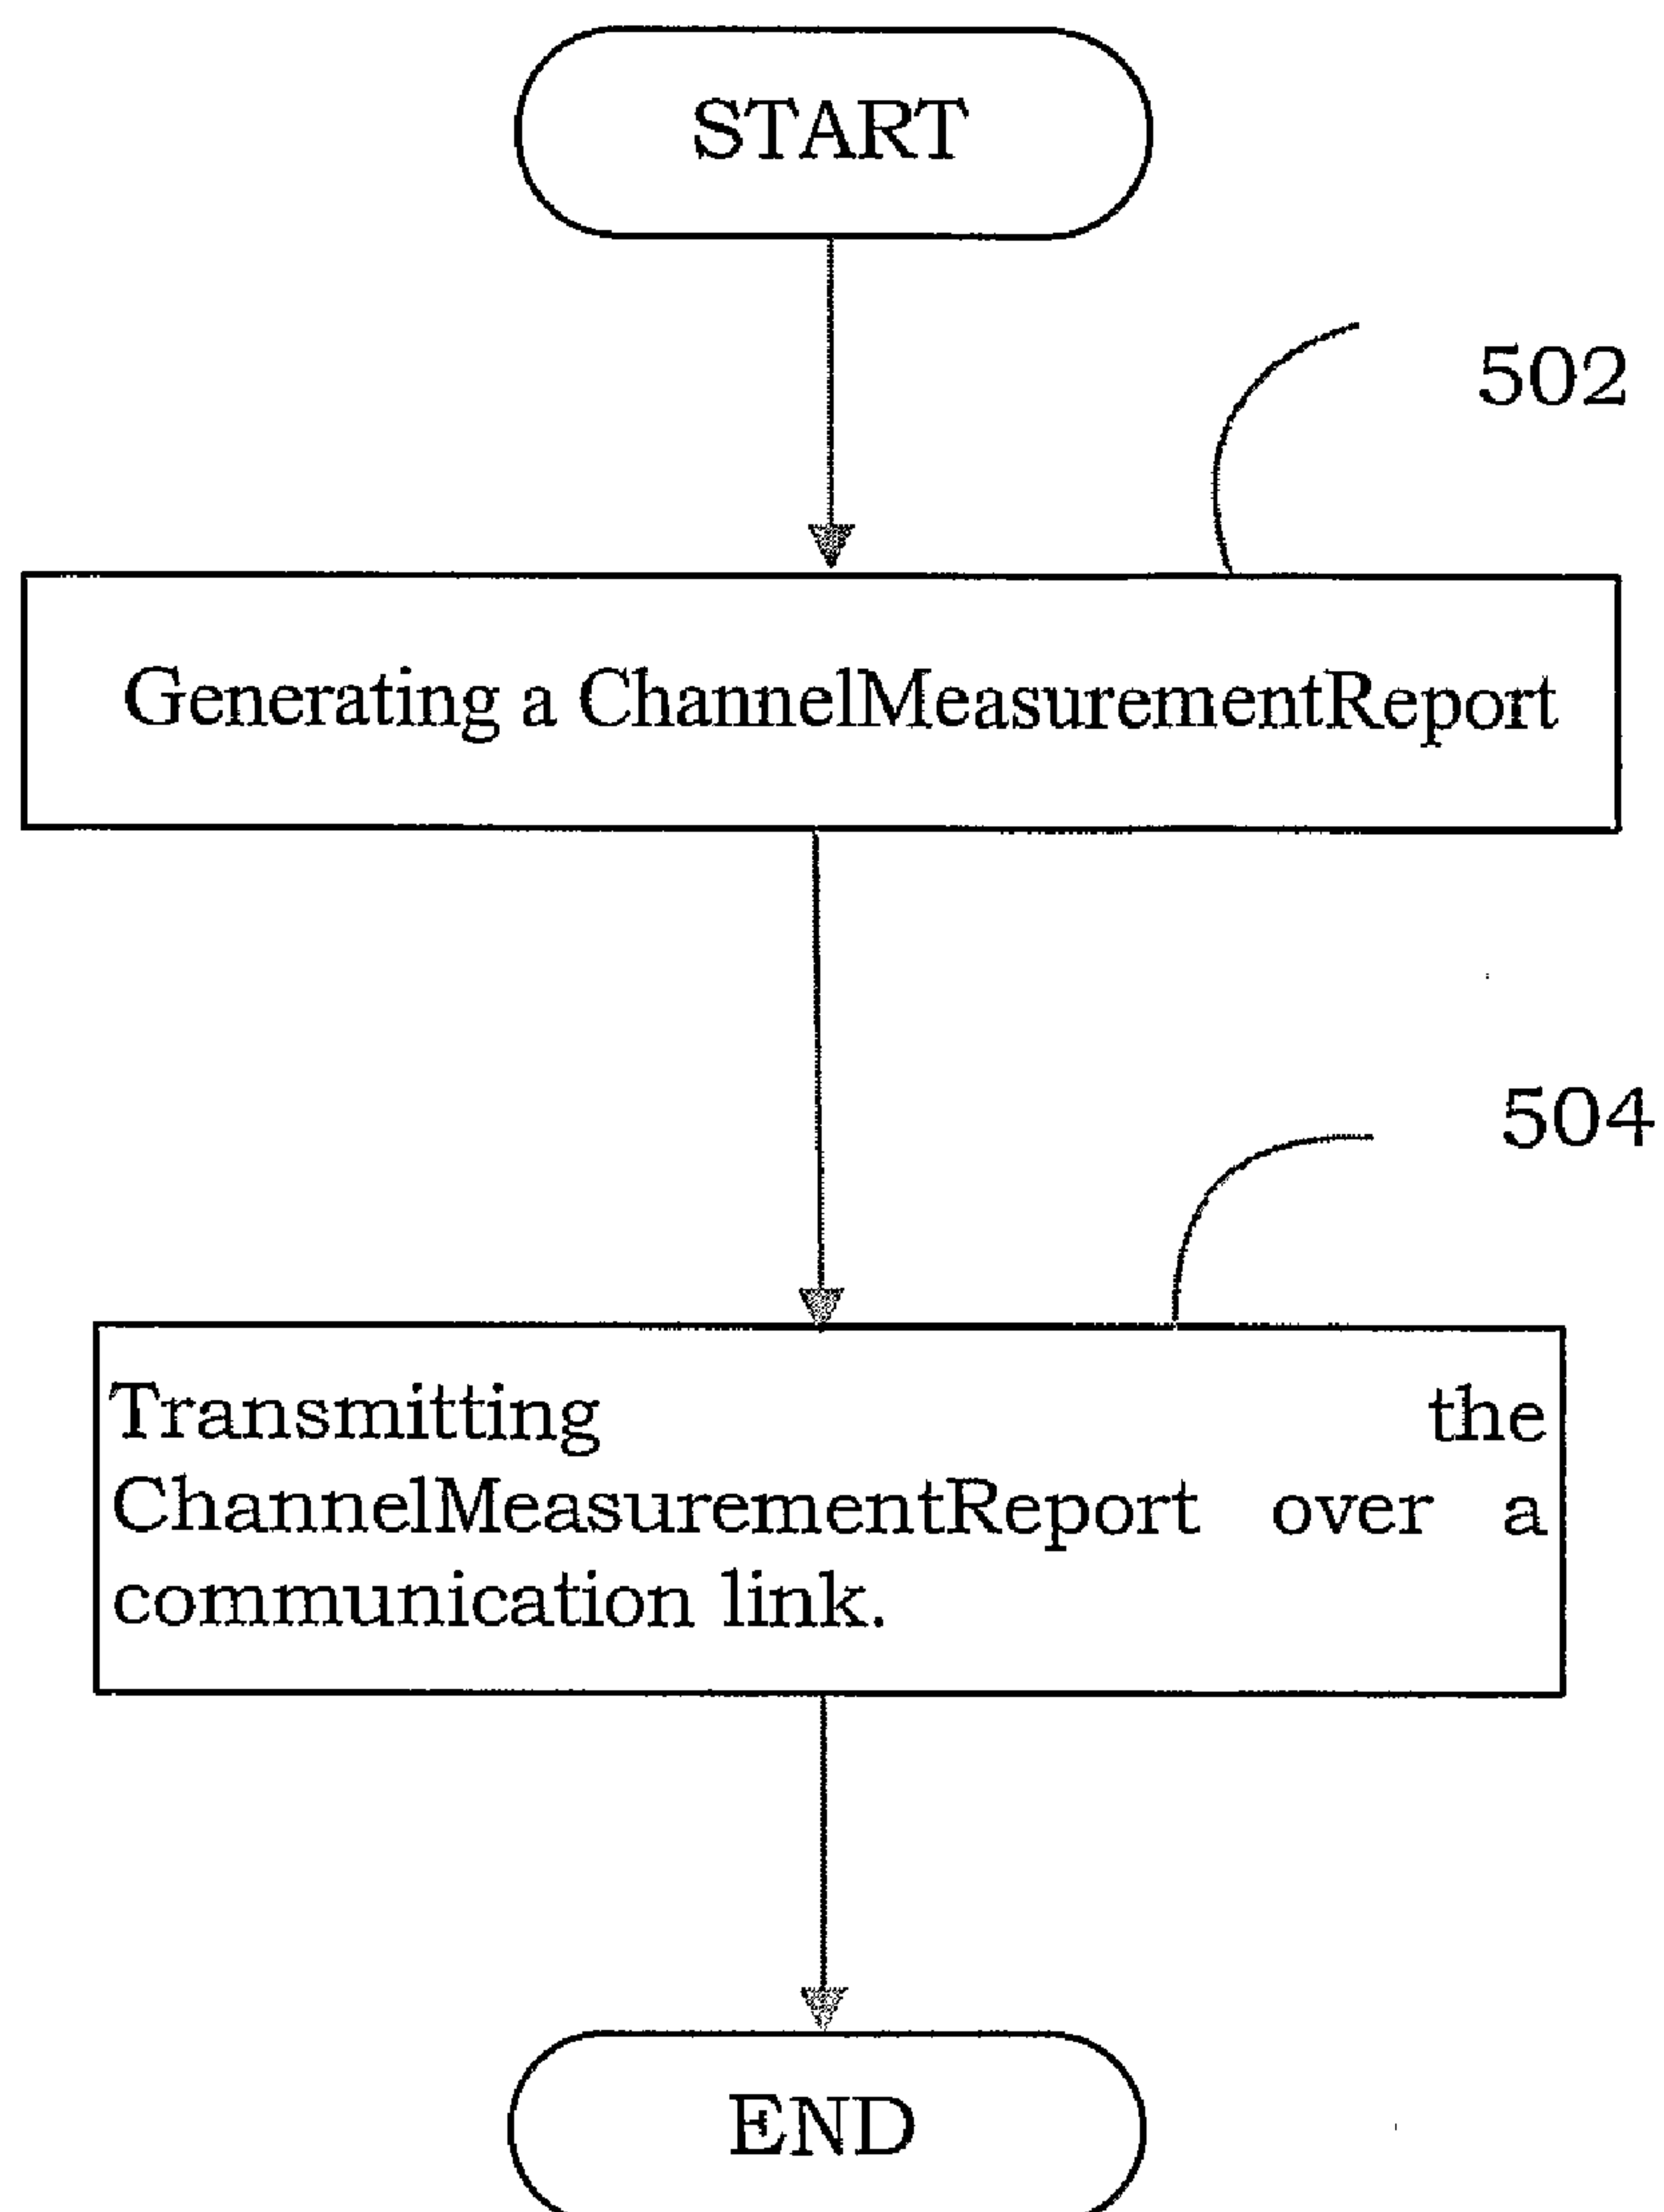 START
502
Generating a ChannelMeasurementReport
504
Transmitting the
ChannelMeasurementReport over a
communication link.
END